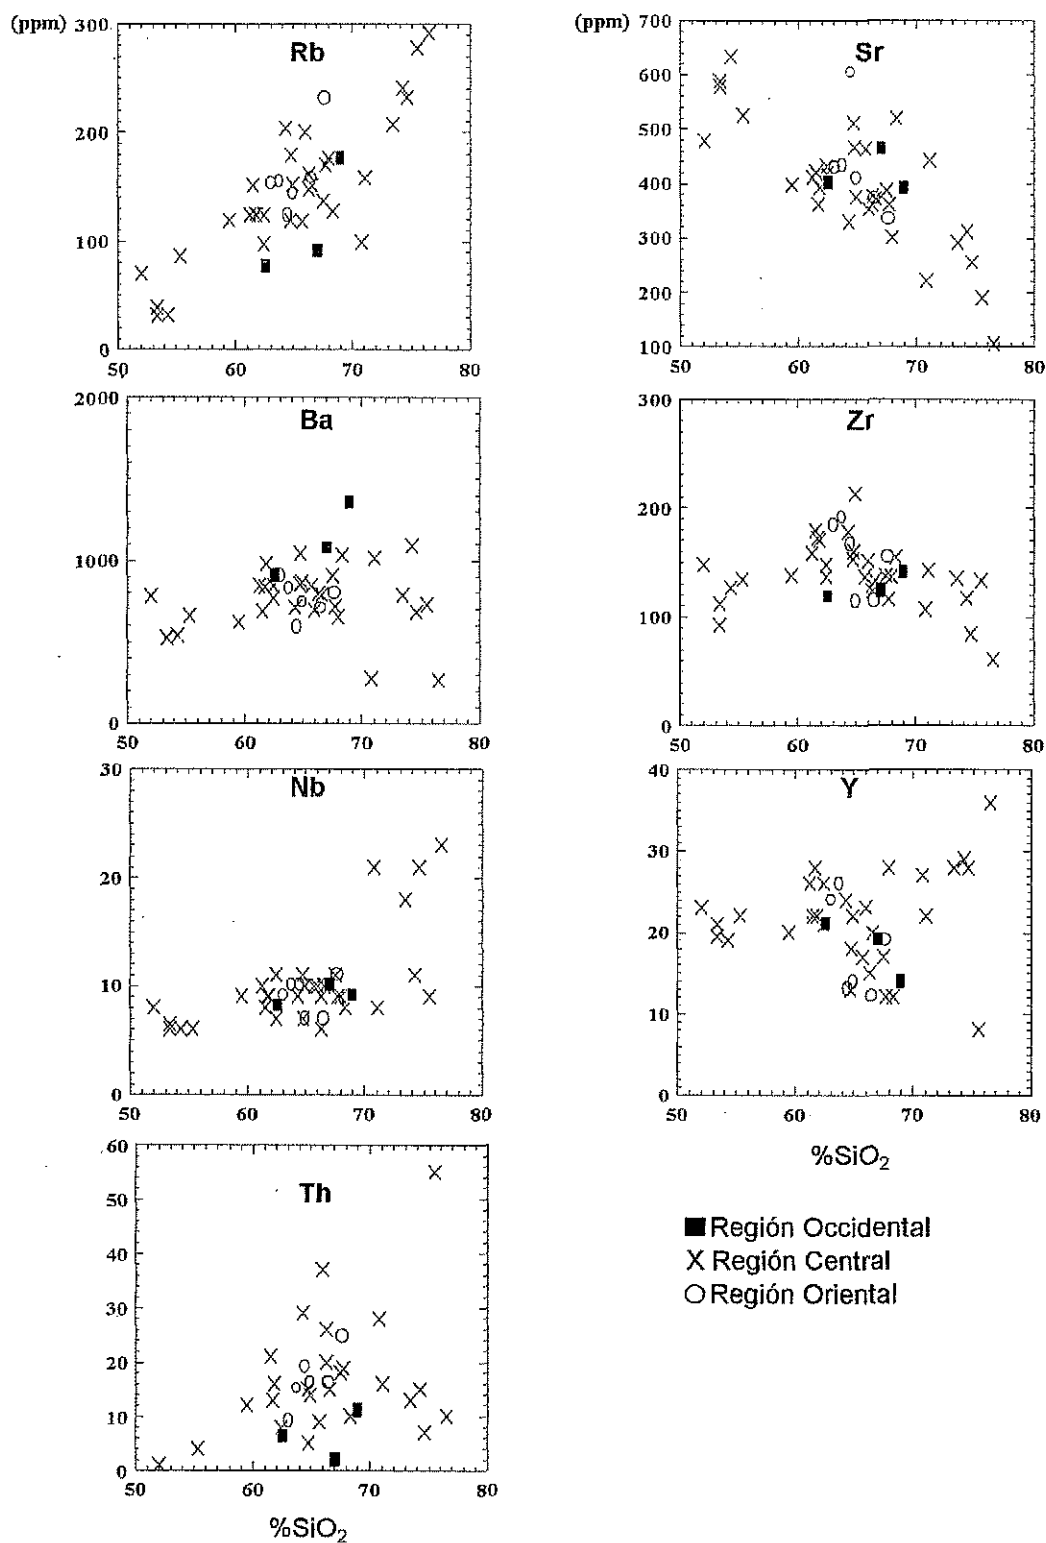 (ppm) 300 Rb
200
100
0
50 60 70 80
(ppm) 700 Sr
600
500
400
300
200
100
50 60 70 80
2000 Ba
1000
0
50 60 70 80
300 Zr
200
100
0
50 60 70 80
30 Nb
20
10
0
50 60 70 80
40 Y
30
20
10
0
50 60 70 80
%SiO2
60
50 Th
40
30
20
10
0
50 60 70 80
%SiO2
Región Occidental
X Región Central
Región Oriental